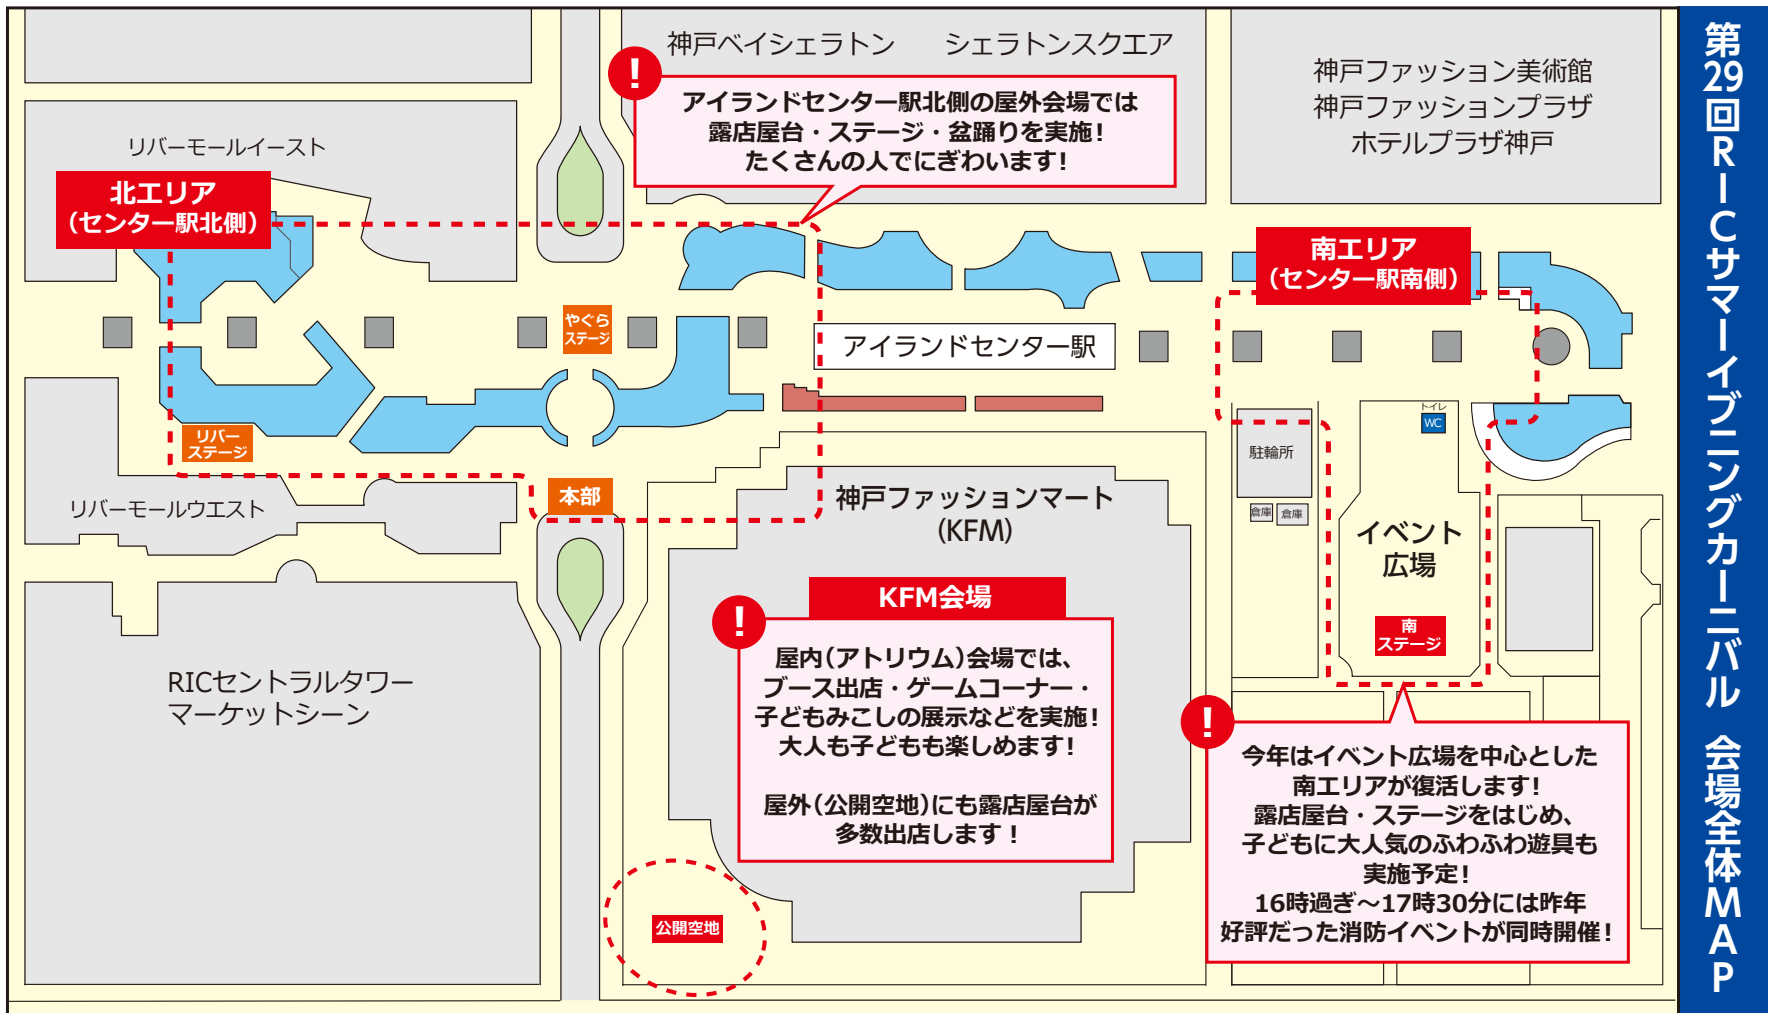 第29回RICサマーイブニングカーニバル 会場全体MAP
神戸ベイシェラトン シェラトンスクエア
神戸ファッション美術館
神戸ファッションプラザ
ホテルプラザ神戸
!
アイランドセンター駅北側の屋外会場では
露店屋台・ステージ・盆踊りを実施!
たくさんの人でにぎわいます!
リバーモールイースト
北エリア
(センター駅北側)
南エリア
(センター駅南側)
やぐら
ステージ
アイランドセンター駅
トイレ
WC
リバー
ステージ
駐輪所
倉庫
倉庫
本部
リバーモールウエスト
神戸ファッションマート
(KFM)
イベント
広場
南
ステージ
KFM会場
!
屋内(アトリウム)会場では、
ブース出店・ゲームコーナー・
子どもみこしの展示などを実施!
大人も子どもも楽しめます!
屋外(公開空地)にも露店屋台が
多数出店します!
RICセントラルタワー
マーケットシーン
!
今年はイベント広場を中心とした
南エリアが復活します!
露店屋台・ステージをはじめ、
子どもに大人気のふわふわ遊具も
実施予定!
16時過ぎ～17時30分には昨年
好評だった消防イベントが同時開催!
公開空地